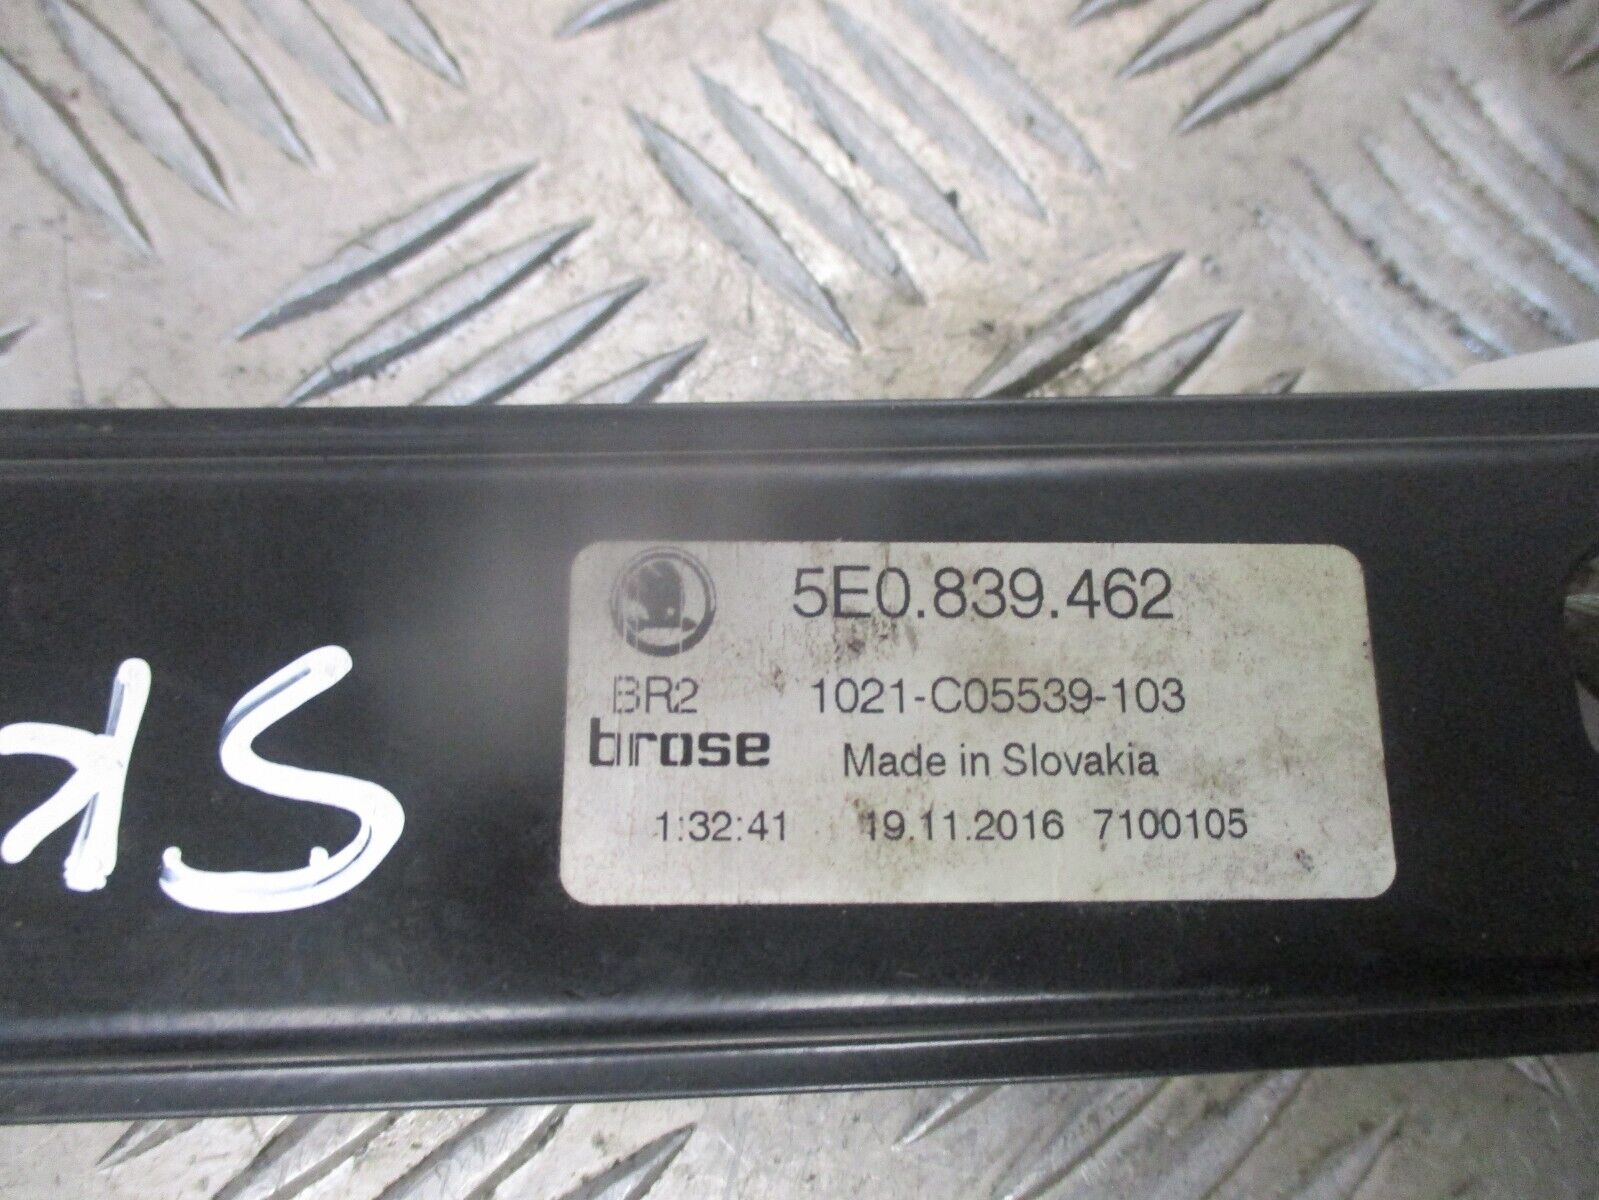 5E0.839.462
BR2 1021-C05539-103
brose Made in Slovakia
1:32:41 19.11.2016 7100105
SK